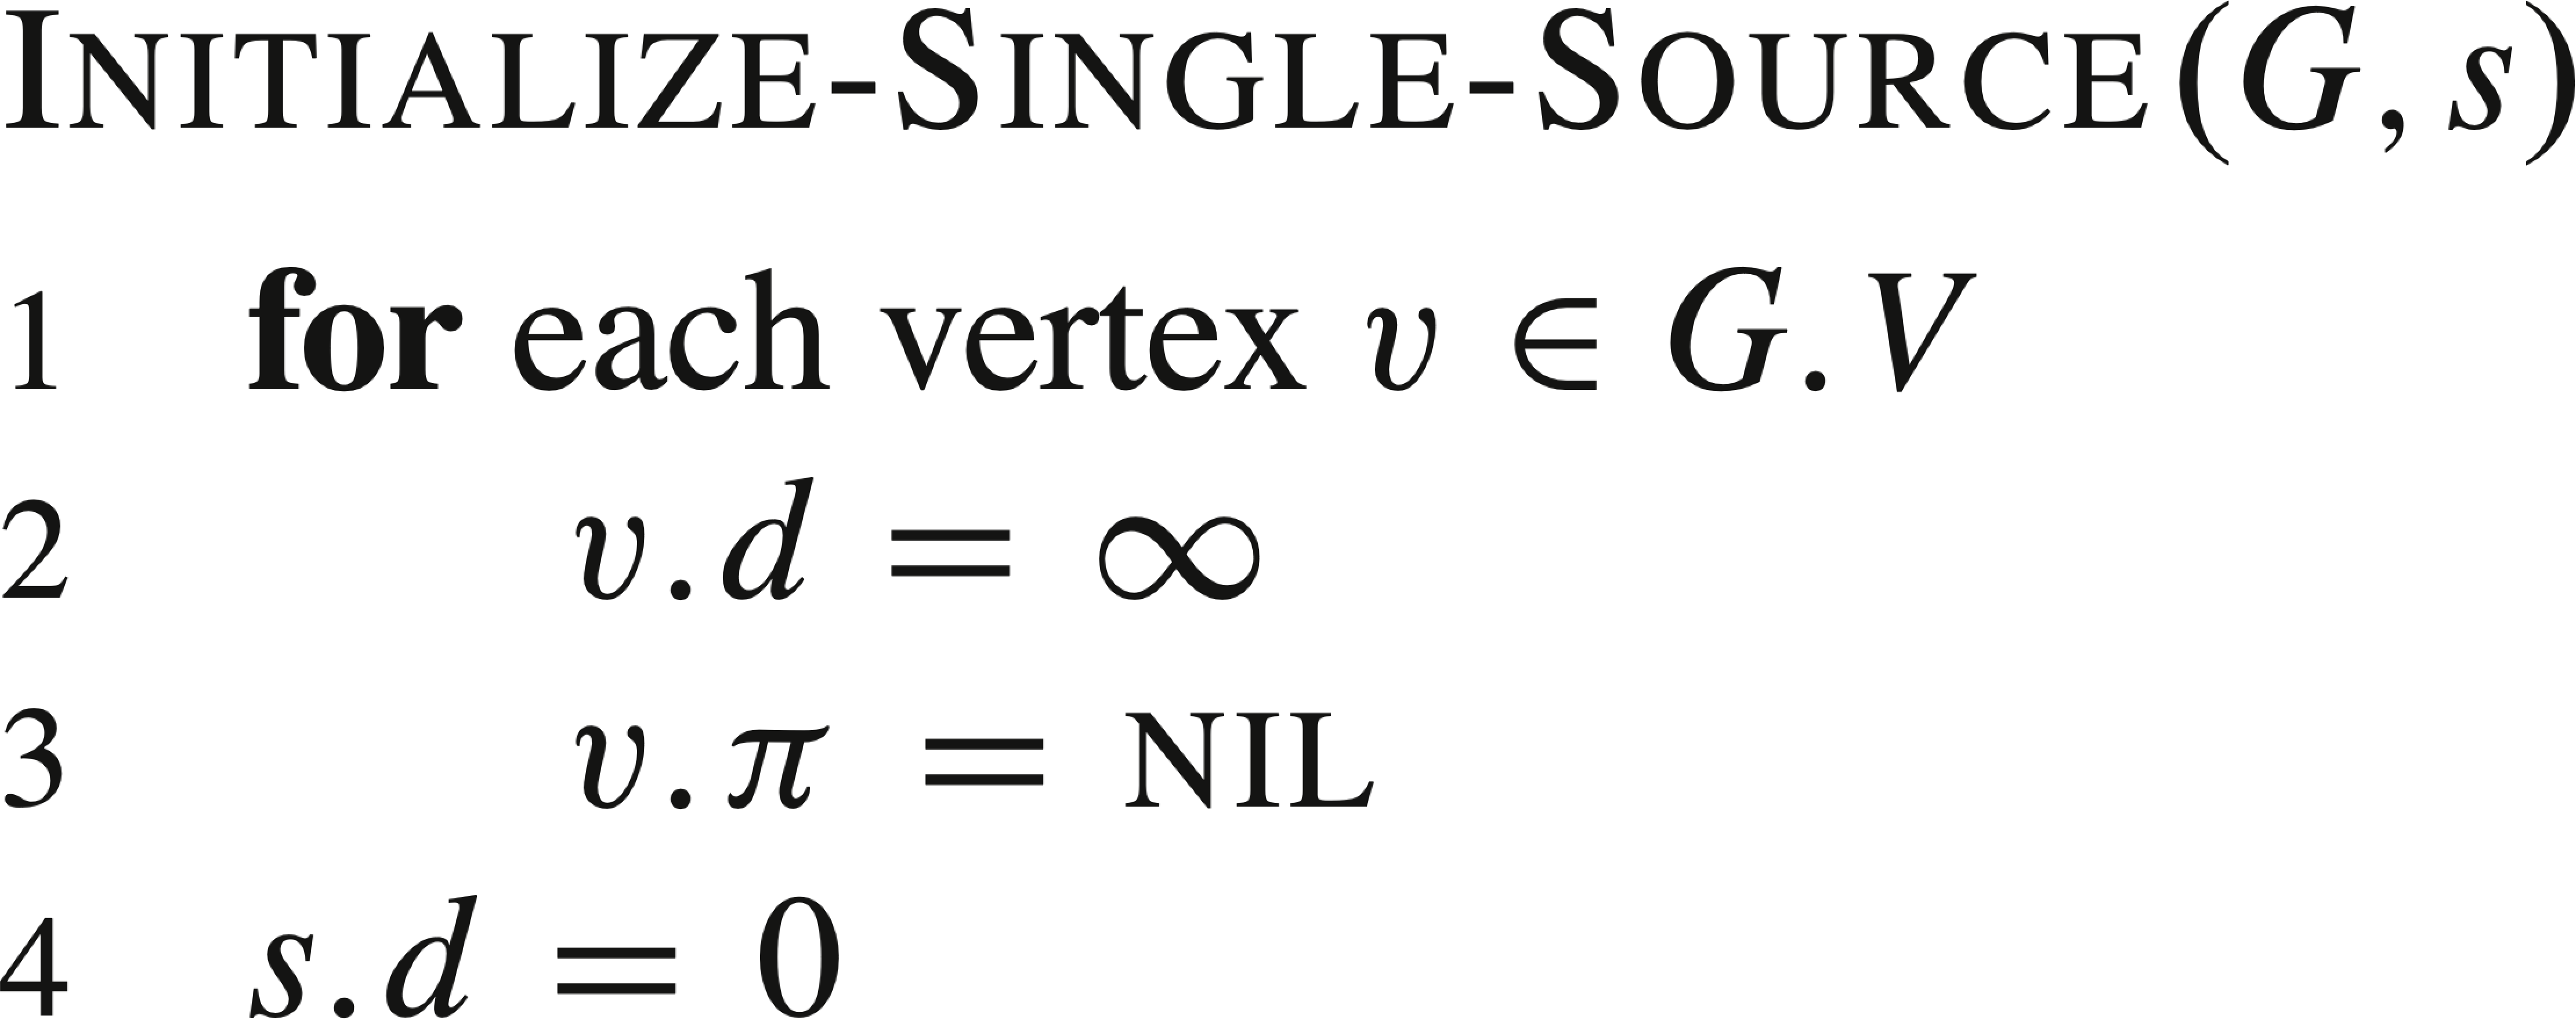 INITIALIZE-SINGLE-SOURCE(G, s)
1 for each vertex v ∈ G.V
2 v.d = ∞
3 v.π = NIL
4 s.d = 0